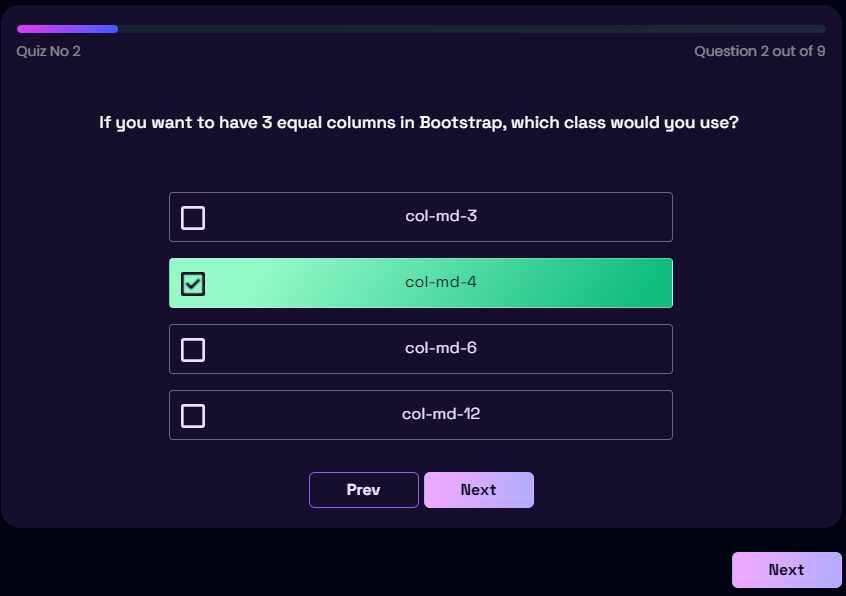 Quiz No 2
Question 2 out of 9
If you want to have 3 equal columns in Bootstrap, which class would you use?
col-md-3
col-md-4
col-md-6
col-md-12
Prev
Next
Next